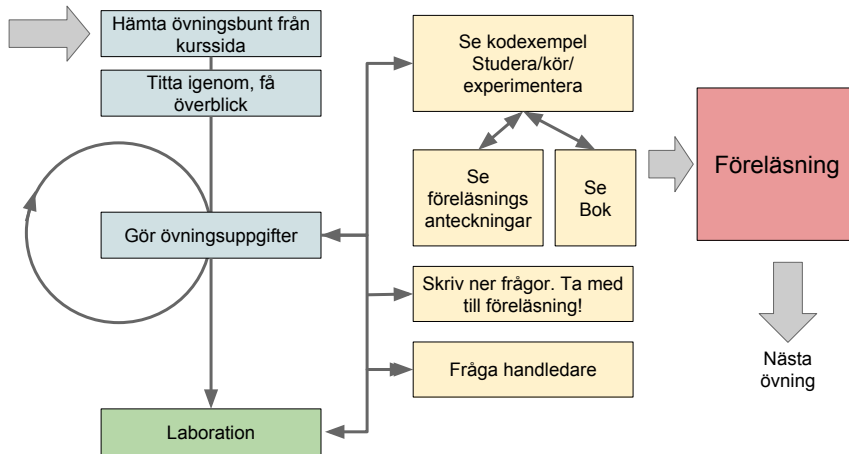 Hämta övningsbunt från
kurssida
Titta igenom, få
överblick
Gör övningsuppgifter
Laboration
Se kodexempel
Studera/kör/
experimentera
Se
föreläsnings
anteckningar
Se
Bok
Skriv ner frågor. Ta med
till föreläsning!
Fråga handledare
Föreläsning
Nästa
övning